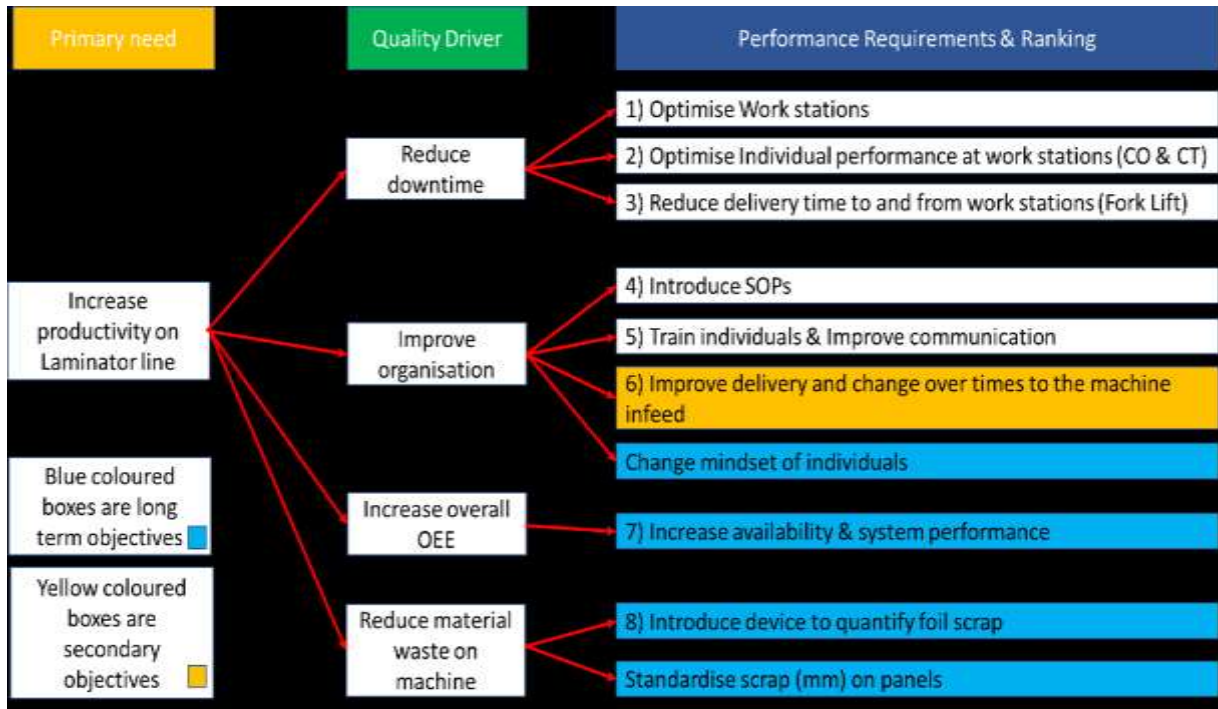 Primary need
Quality Driver
Performance Requirements & Ranking
Increase
productivity on
Laminator line
Blue coloured
boxes are long
term objectives
Yellow coloured
boxes are
secondary
objectives
Reduce
downtime
Improve
organisation
Increase overall
OEE
Reduce material
waste on
machine
1) Optimise Work stations
2) Optimise Individual performance at work stations (CO & CT)
3) Reduce delivery time to and from work stations (Fork Lift)
4) Introduce SOPs
5) Train individuals & Improve communication
6) Improve delivery and change over times to the machine
infeed
Change mindset of individuals
7) Increase availability & system performance
8) Introduce device to quantify foil scrap
Standardise scrap (mm) on panels